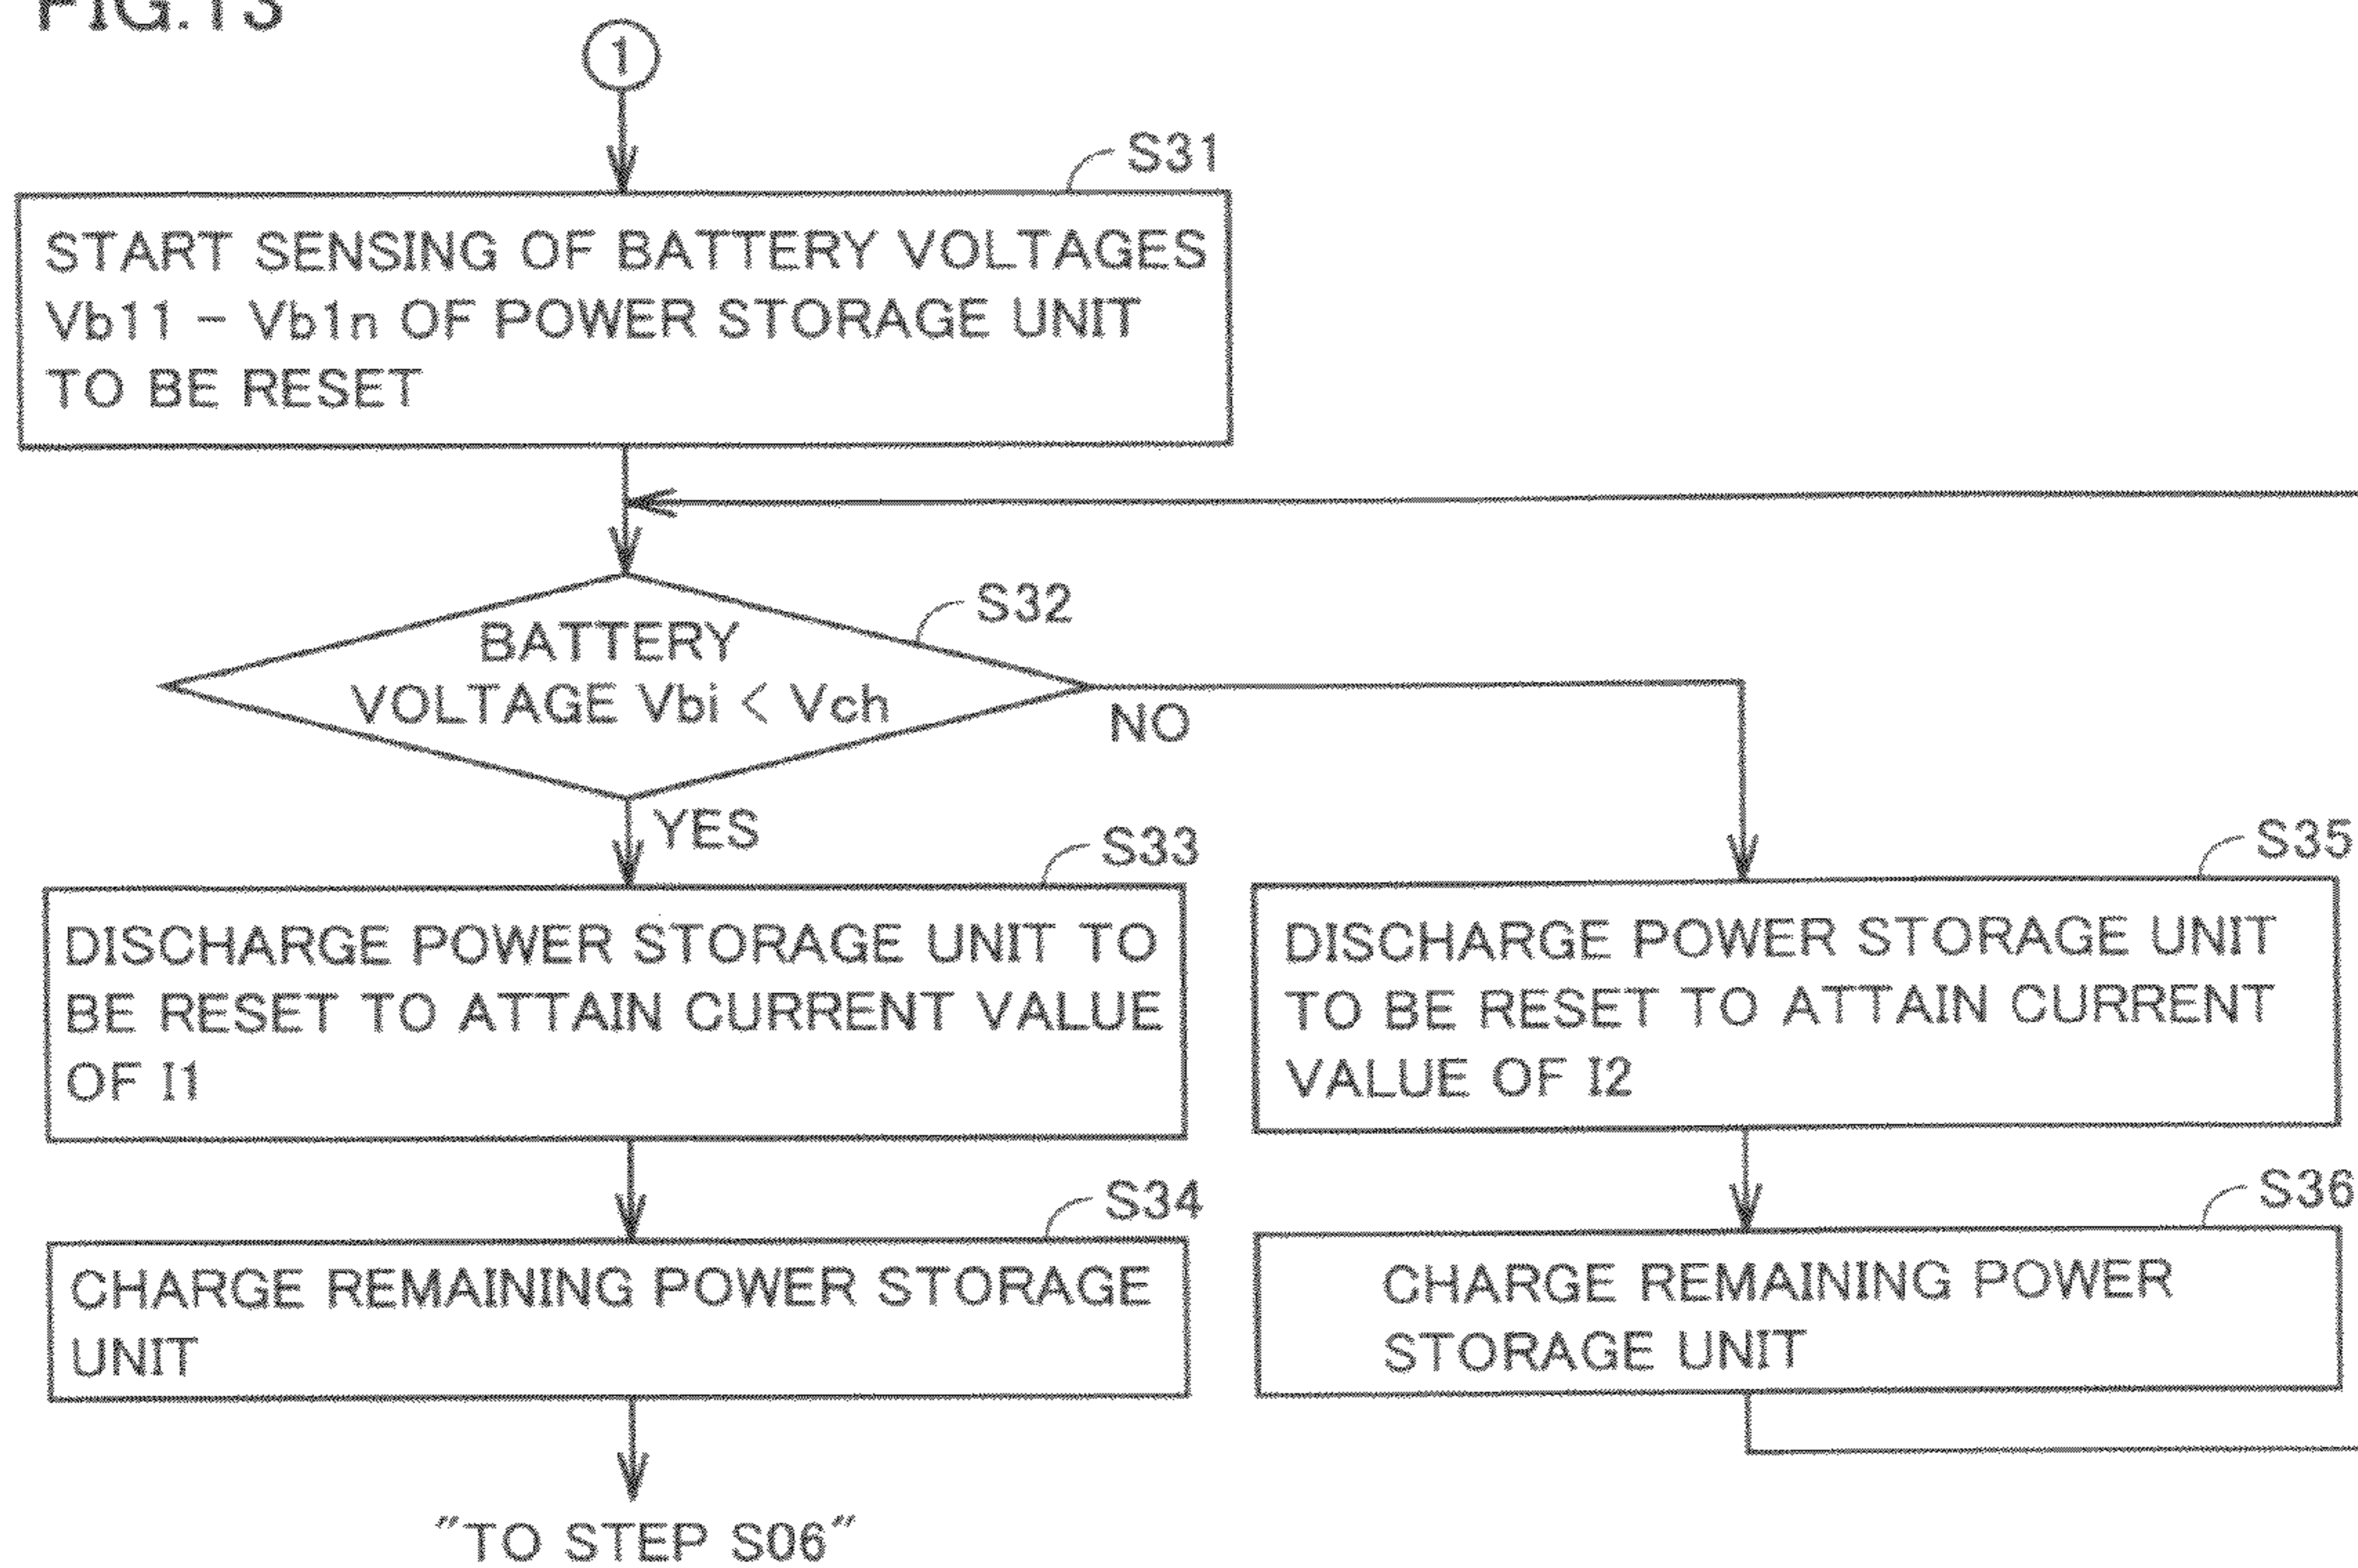 FIG.13
1
S31
START SENSING OF BATTERY VOLTAGES
Vb11 - Vb1n OF POWER STORAGE UNIT
TO BE RESET
S32
BATTERY
VOLTAGE Vbi < Vch
NO
YES
S33
DISCHARGE POWER STORAGE UNIT TO
BE RESET TO ATTAIN CURRENT VALUE
OF I1
S35
DISCHARGE POWER STORAGE UNIT
TO BE RESET TO ATTAIN CURRENT
VALUE OF I2
S34
CHARGE REMAINING POWER STORAGE
UNIT
S36
CHARGE REMAINING POWER
STORAGE UNIT
"TO STEP S06"